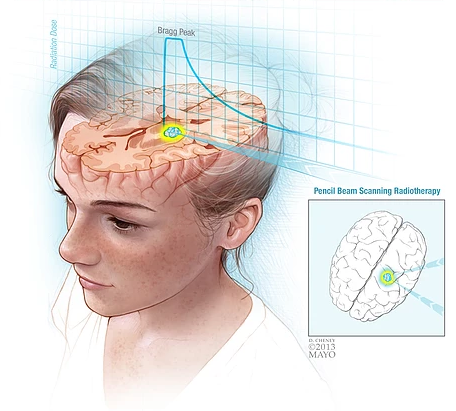 Bragg Peak
Radiation Dose
Pencil Beam Scanning Radiotherapy
D. CHENEY
©2013
MAYO